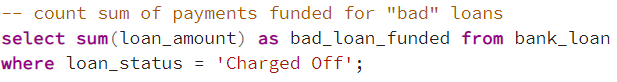 -- count sum of payments funded for "bad" loans
select sum(loan_amount) as bad_loan_funded from bank_loan
where loan_status = 'Charged Off';